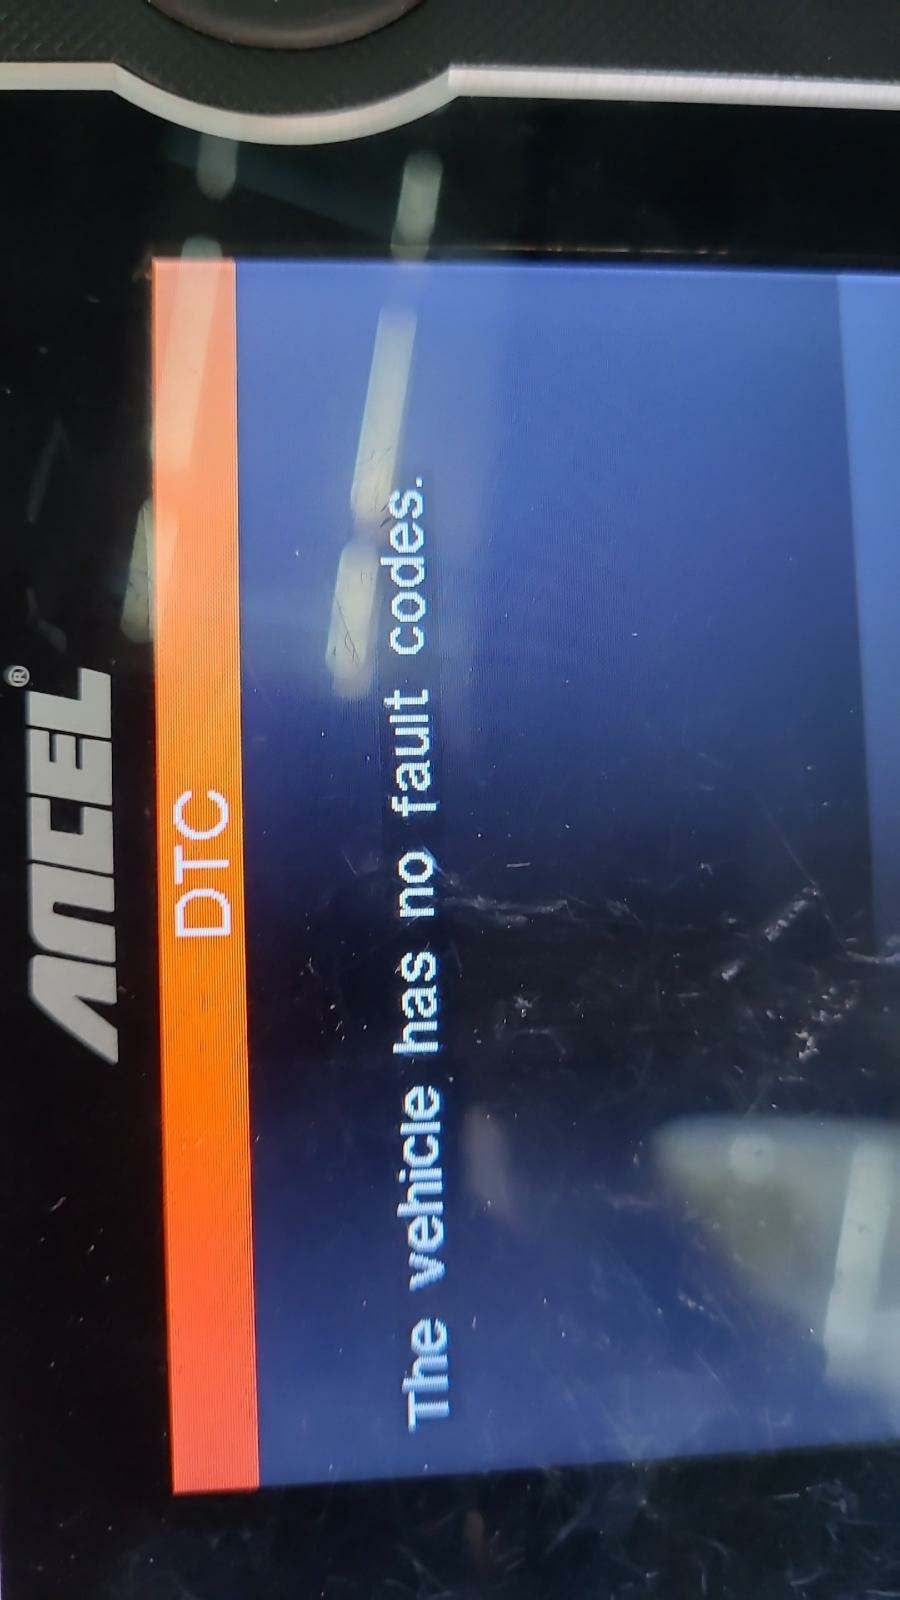 ANCEL®
DTC
The vehicle has no fault codes.